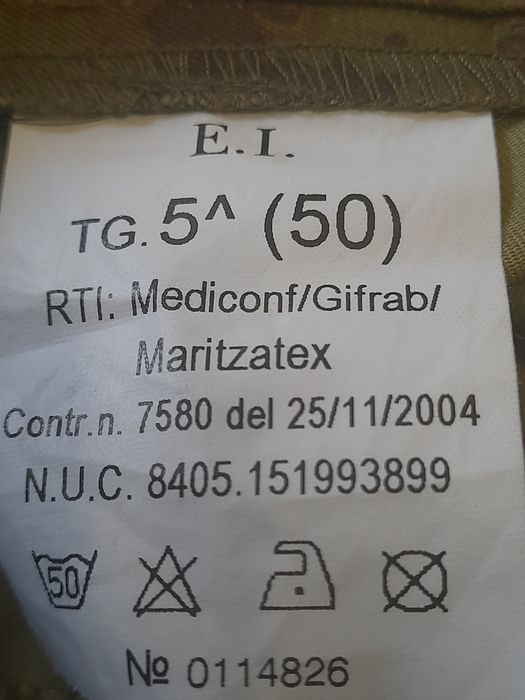 E.I.
TG. 5^ (50)
RTI: Mediconf/Gifrab/
Maritzatex
Contr.n. 7580 del 25/11/2004
N.U.C. 8405.151993899
50
№ 0114826